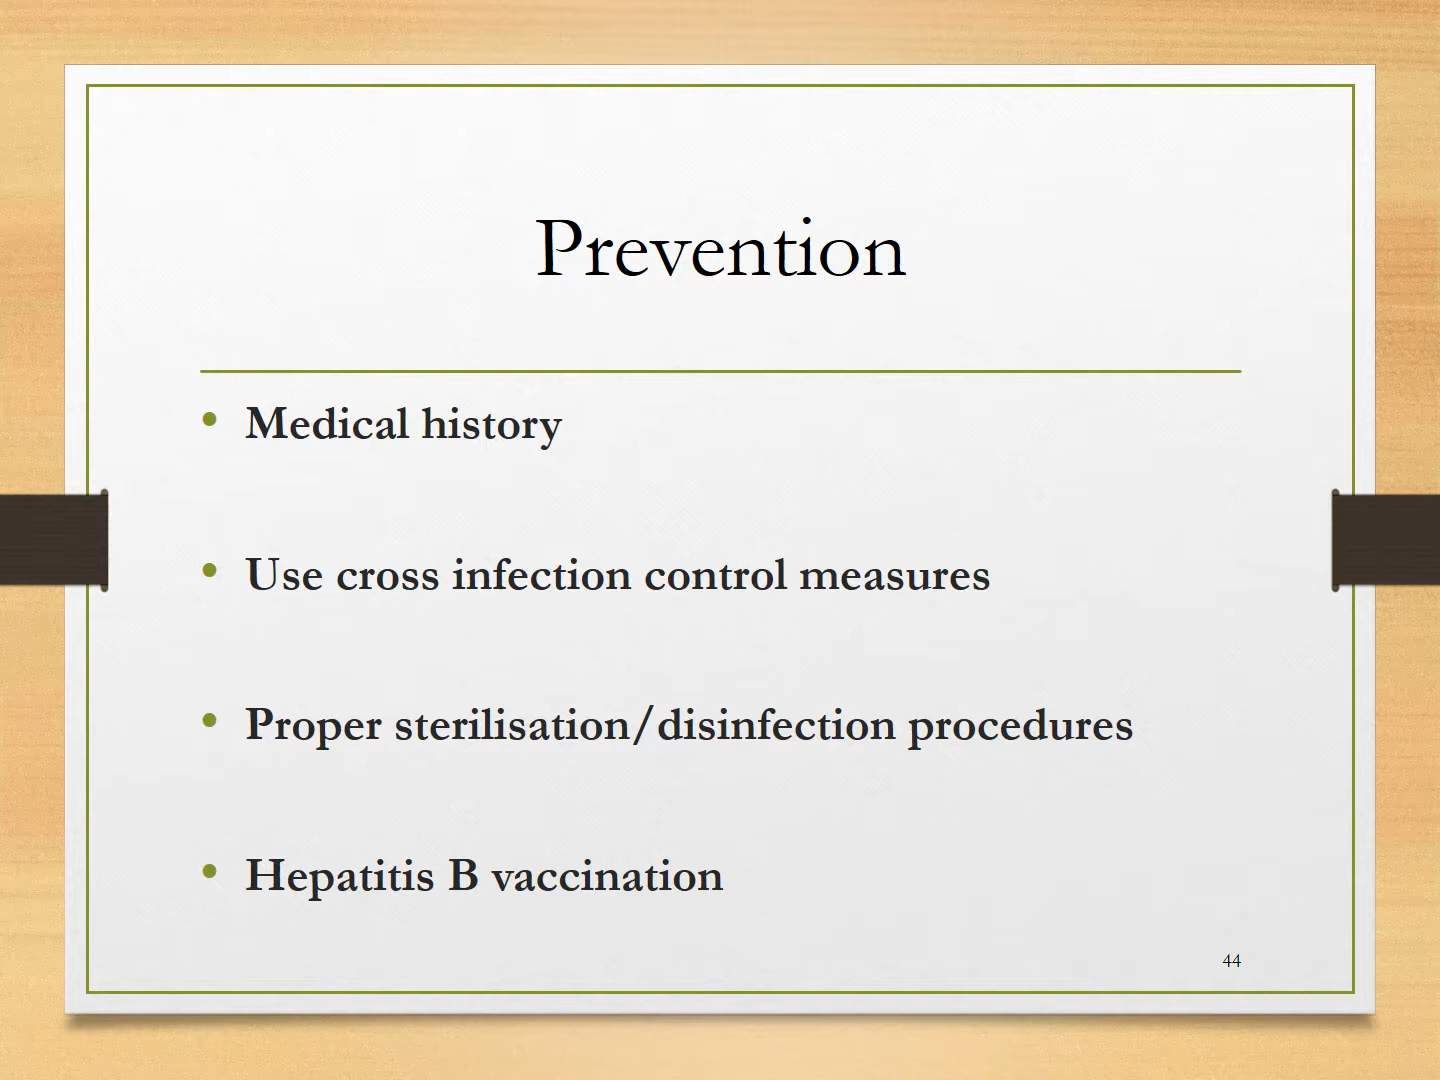 Prevention
• Medical history
• Use cross infection control measures
• Proper sterilisation/disinfection procedures
• Hepatitis B vaccination
44